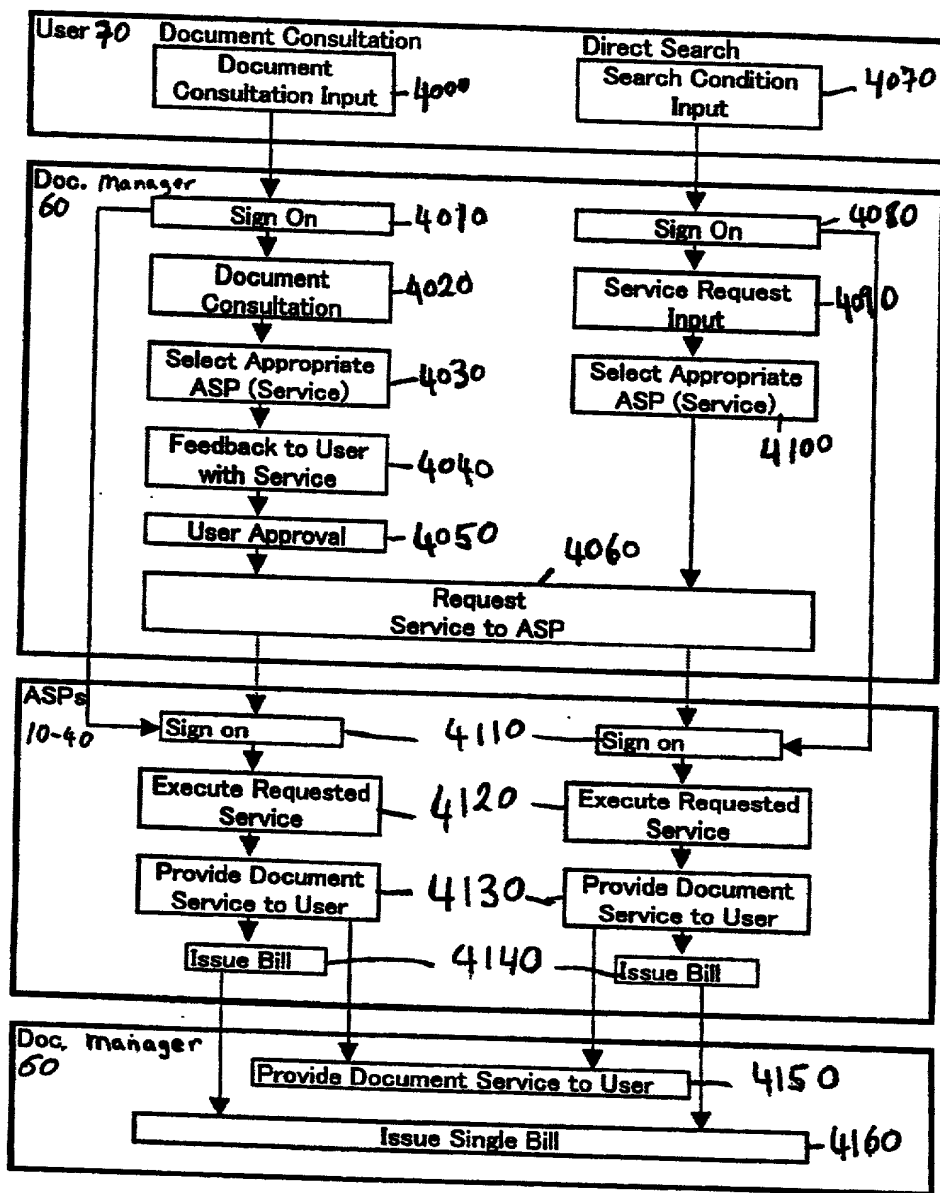 User 70
Document Consultation
Direct Search
Document
Consultation Input
4000
Search Condition
Input
4070
Doc. Manager
60
Sign On
4010
Sign On
4080
Document
Consultation
4020
Service Request
Input
4090
Select Appropriate
ASP (Service)
4030
Select Appropriate
ASP (Service)
4100
Feedback to User
with Service
4040
User Approval
4050
4060
Request
Service to ASP
ASPs
10-40
Sign on
4110
Sign on
Execute Requested
Service
4120
Execute Requested
Service
Provide Document
Service to User
4130
Provide Document
Service to User
Issue Bill
4140
Issue Bill
Doc. manager
60
Provide Document Service to User
4150
Issue Single Bill
4160